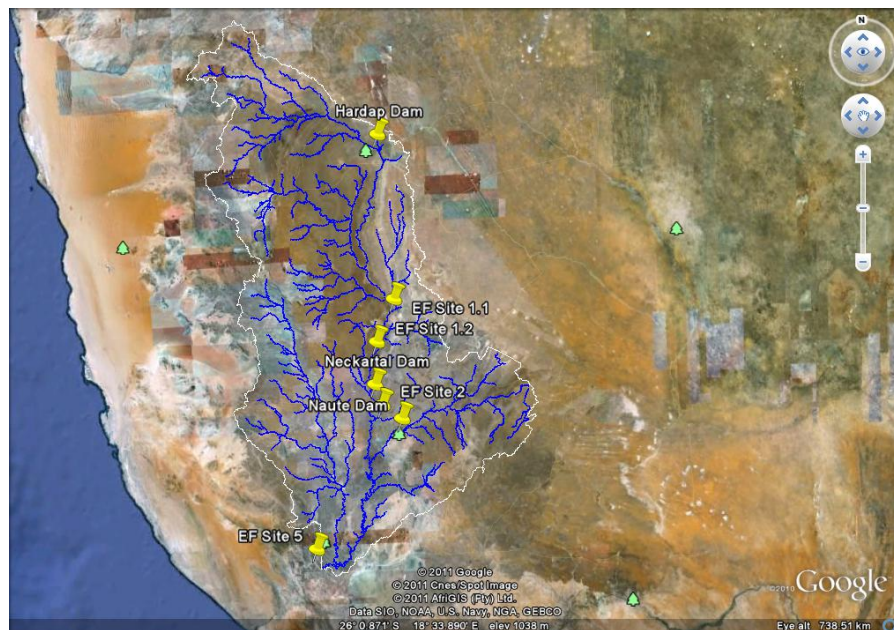 N
Hardap Dam
EF Site 1.1
EF Site 1.2
Neckartal Dam
EF Site 2
Naute Dam
EF Site 5
© 2011 Google
© 2011 Cnes/Spot Image
© 2011 AfriGIS (Pty) Ltd.
Data SIO, NOAA, U.S. Navy, NGA, GEBCO
©2010 Google
26°0.871'S 18°33.890'E elev 1038 m Eye alt 738.51 km